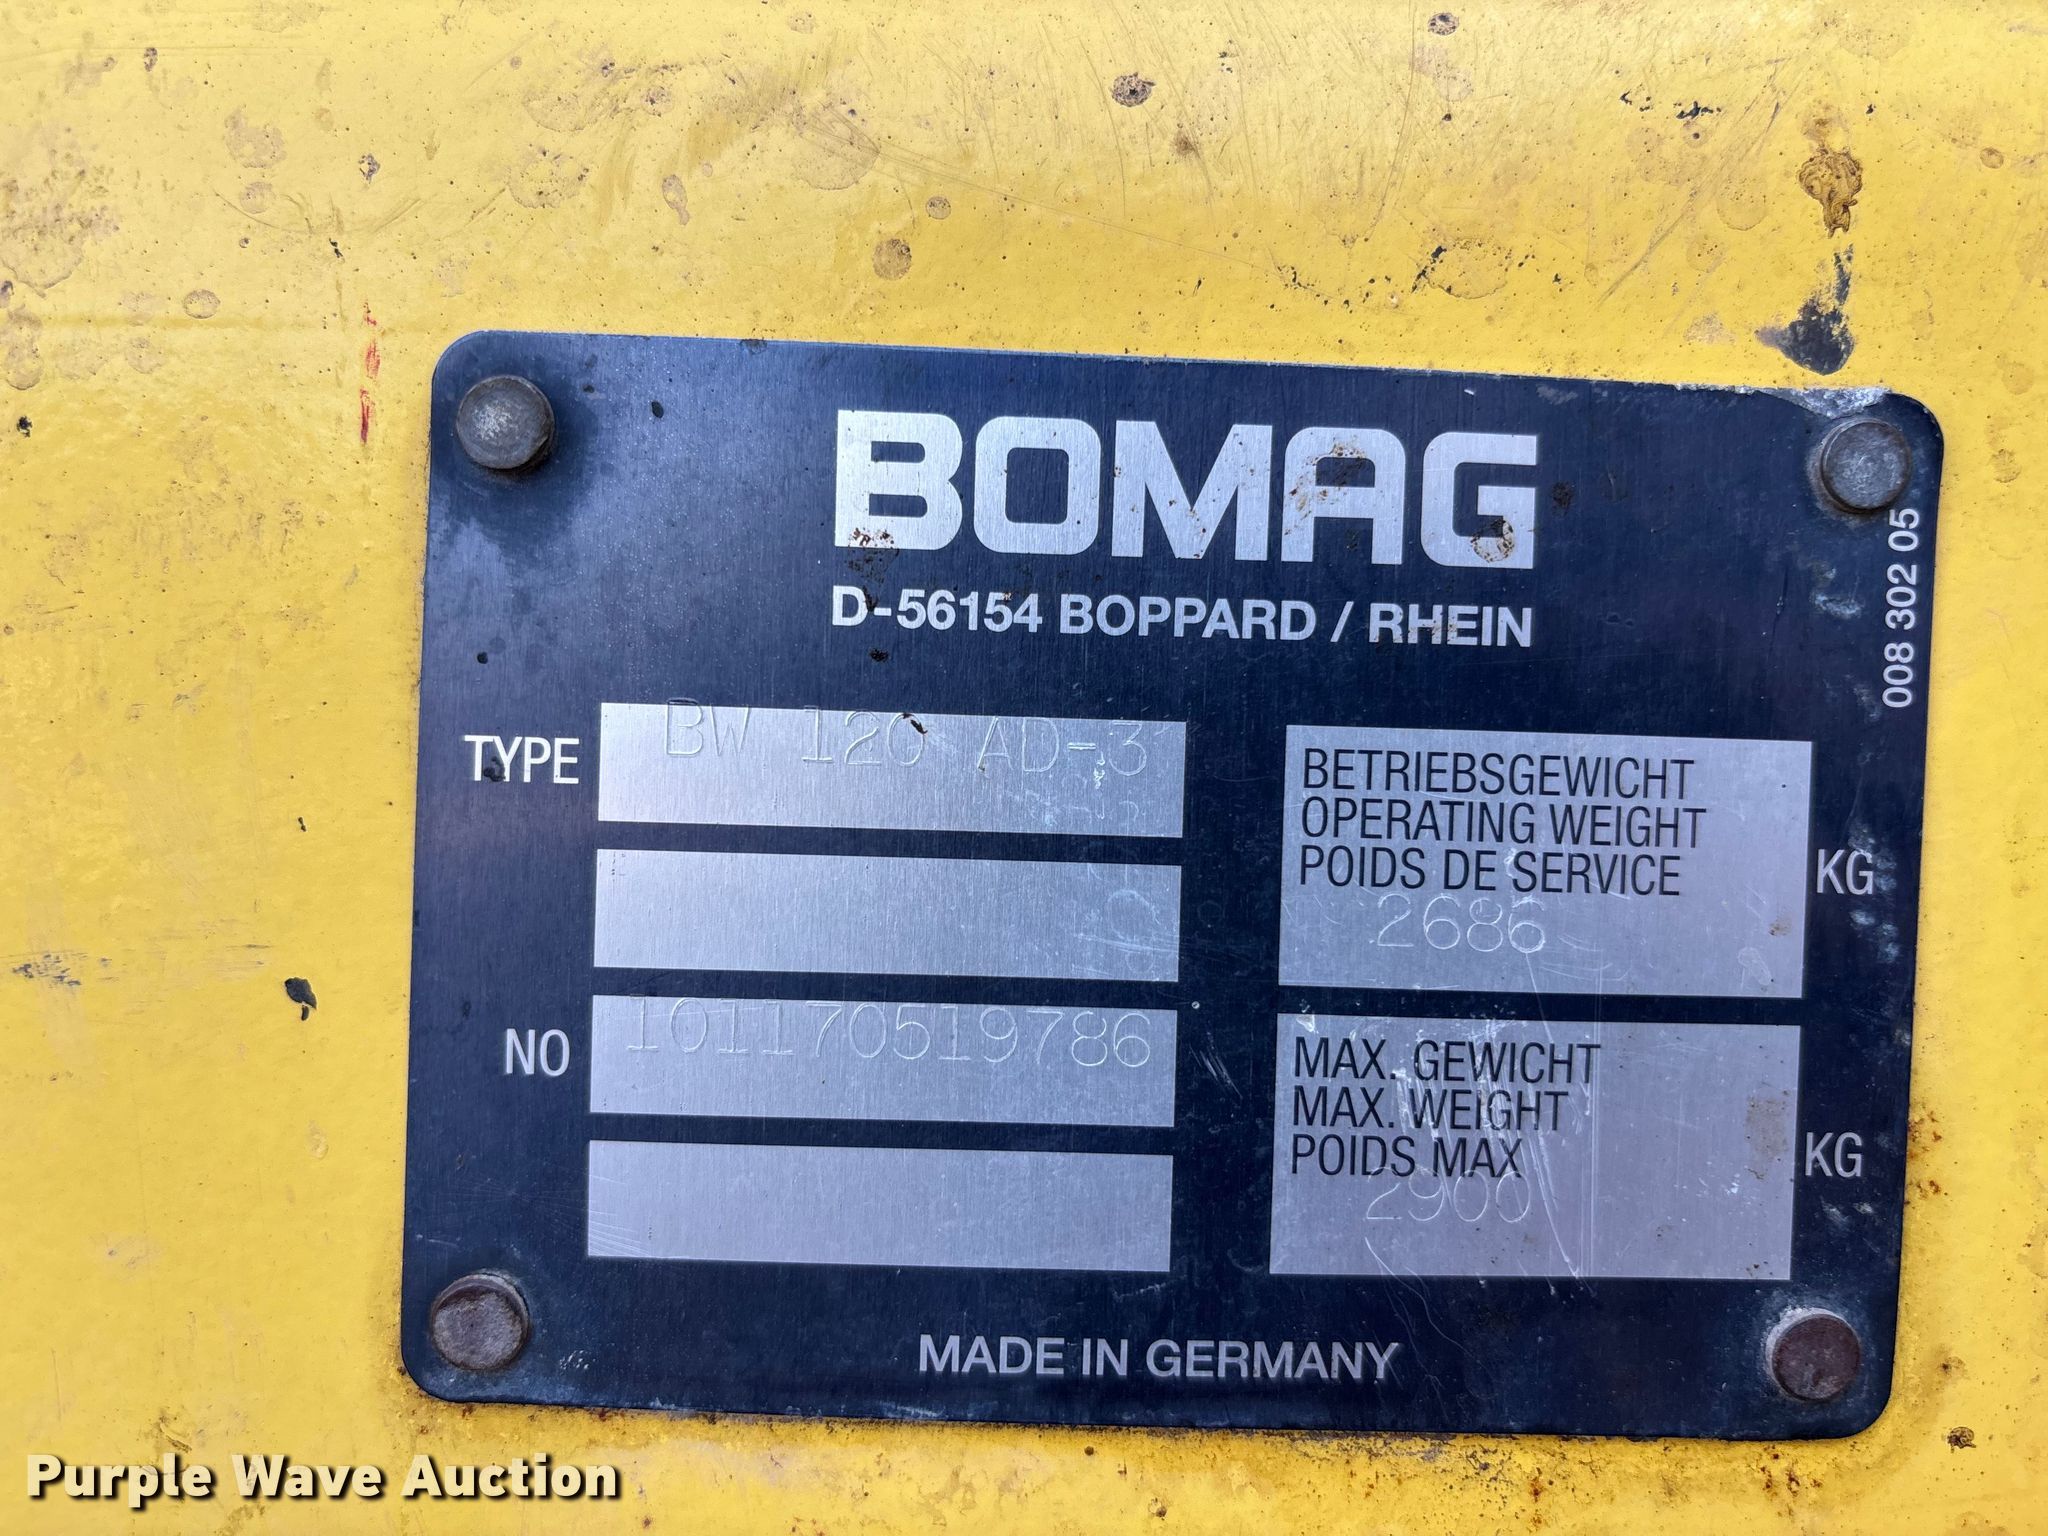 BOMAG
D-56154 BOPPARD / RHEIN
008 302 05
TYPE BW 120 AD-3
NO 101170519786
BETRIEBSGEWICHT
OPERATING WEIGHT
POIDS DE SERVICE
2686 KG
MAX. GEWICHT
MAX. WEIGHT
POIDS MAX
2900 KG
MADE IN GERMANY
Purple Wave Auction